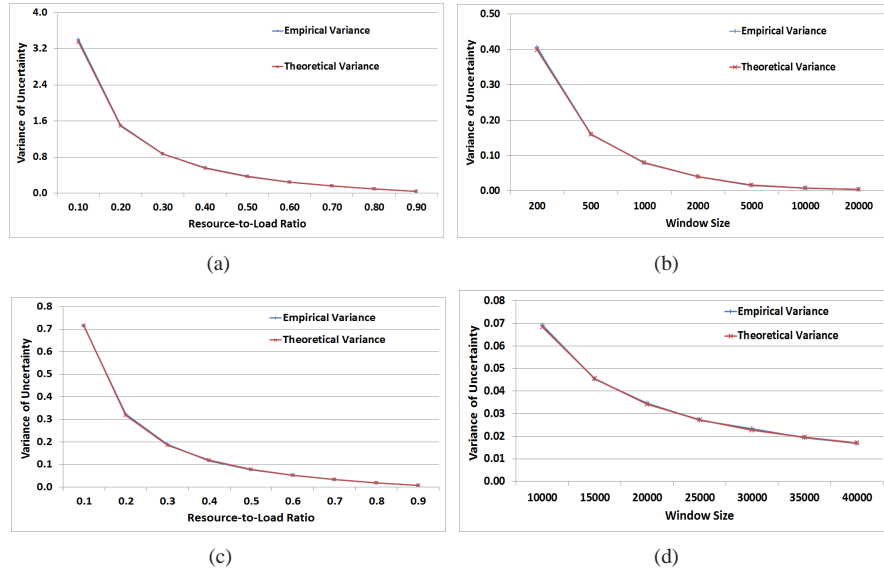 4.0
3.2
2.4
1.6
0.8
0.0
Variance of Uncertainty
Empirical Variance
Theoretical Variance
0.10 0.20 0.30 0.40 0.50 0.60 0.70 0.80 0.90
Resource-to-Load Ratio
(a)
0.50
0.40
0.30
0.20
0.10
0.00
Variance of Uncertainty
Empirical Variance
Theoretical Variance
200 500 1000 2000 5000 10000 20000
Window Size
(b)
0.8
0.7
0.6
0.5
0.4
0.3
0.2
0.1
0.0
Variance of Uncertainty
Empirical Variance
Theoretical Variance
0.1 0.2 0.3 0.4 0.5 0.6 0.7 0.8 0.9
Resource-to-Load Ratio
(c)
0.08
0.07
0.06
0.05
0.04
0.03
0.02
0.01
0.00
Variance of Uncertainty
Empirical Variance
Theoretical Variance
10000 15000 20000 25000 30000 35000 40000
Window Size
(d)